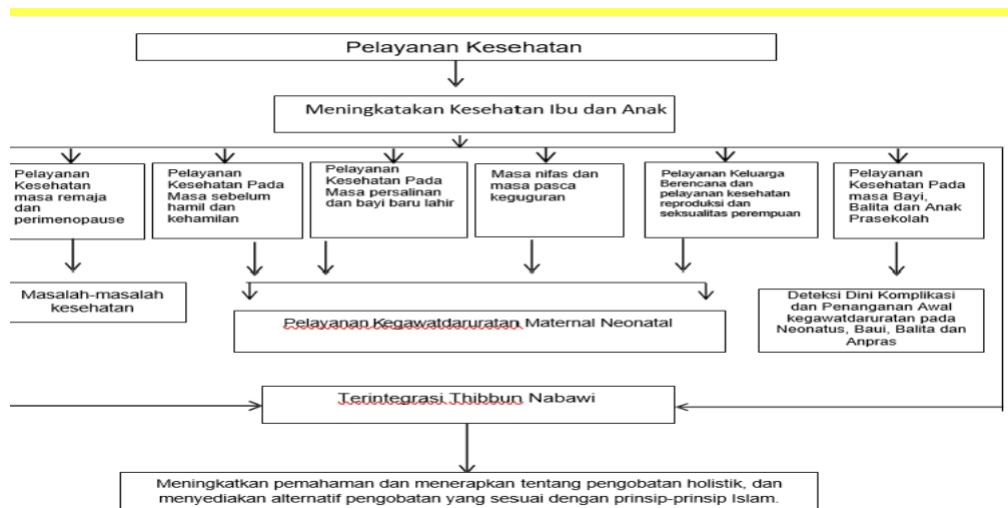 Pelayanan Kesehatan
Meningkatakan Kesehatan Ibu dan Anak
Pelayanan
Kesehatan
masa remaja
dan
perimenopause
Pelayanan
Kesehatan Pada
Masa sebelum
hamil dan
kehamilan
Pelayanan
Kesehatan Pada
Masa persalinan
dan bayi baru lahir
Masa nifas dan
masa pasca
keguguran
Pelayanan Keluarga
Berencana dan
pelayanan kesehatan
reproduksi dan
seksualitas perempuan
Pelayanan
Kesehatan Pada
masa Bayi,
Balita dan Anak
Prasekolah
Masalah-masalah
kesehatan
Pelayanan Kegawatdaruratan Maternal Neonatal
Deteksi Dini Komplikasi
dan Penanganan Awal
kegawatdaruratan pada
Neonatus, Baui, Balita dan
Anpras
Terintegrasi Thibbun Nabawi
Meningkatkan pemahaman dan menerapkan tentang pengobatan holistik, dan
menyediakan alternatif pengobatan yang sesuai dengan prinsip-prinsip Islam.